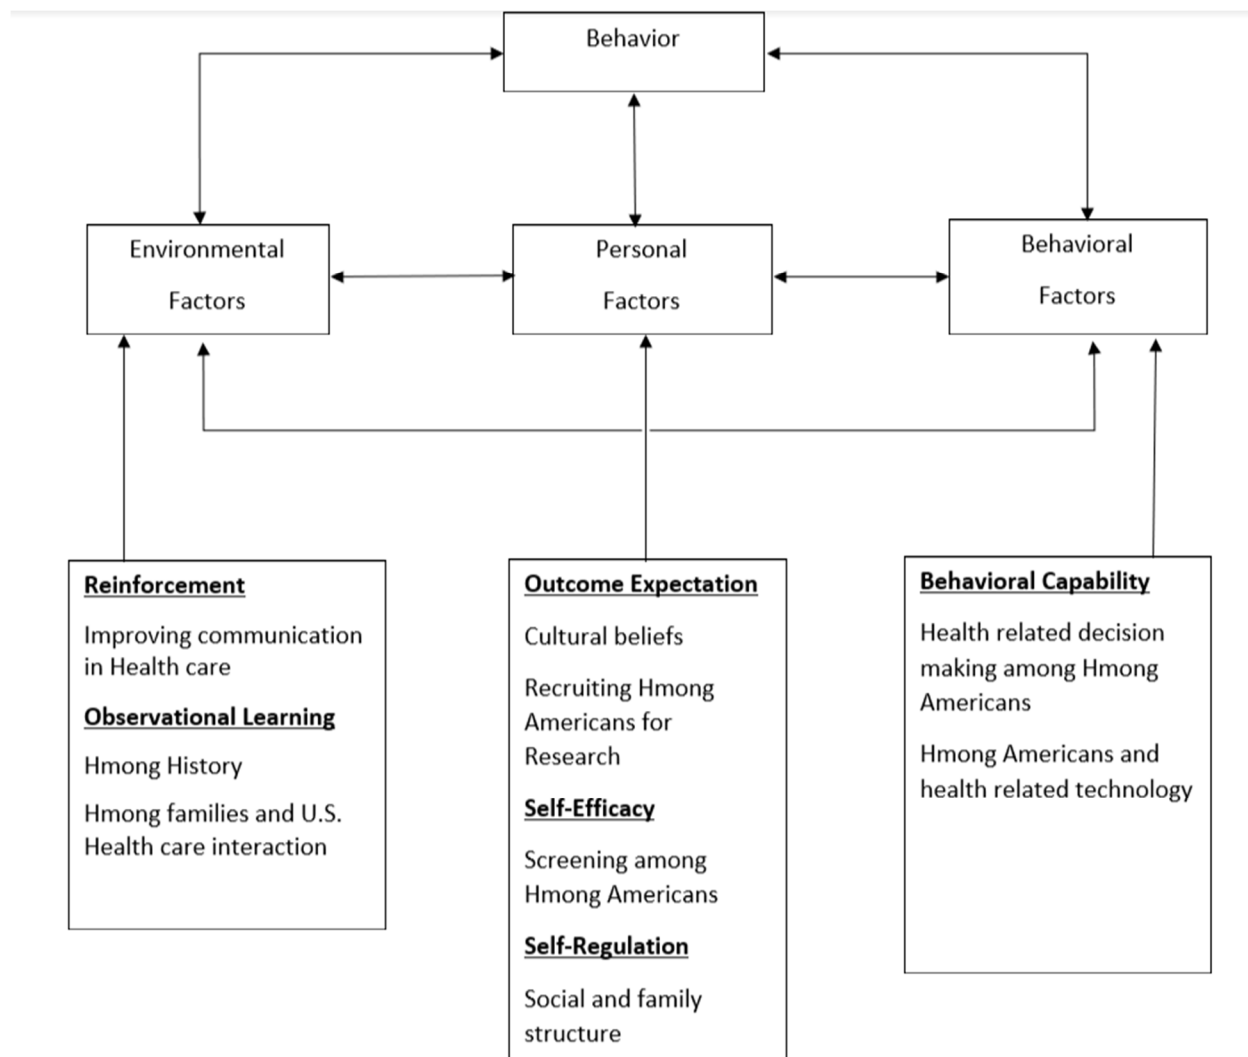 Behavior
Environmental
Factors
Personal
Factors
Behavioral
Factors
Reinforcement
Improving communication
in Health care
Observational Learning
Hmong History
Hmong families and U.S.
Health care interaction
Outcome Expectation
Cultural beliefs
Recruiting Hmong
Americans for
Research
Self-Efficacy
Screening among
Hmong Americans
Self-Regulation
Social and family
structure
Behavioral Capability
Health related decision
making among Hmong
Americans
Hmong Americans and
health related technology